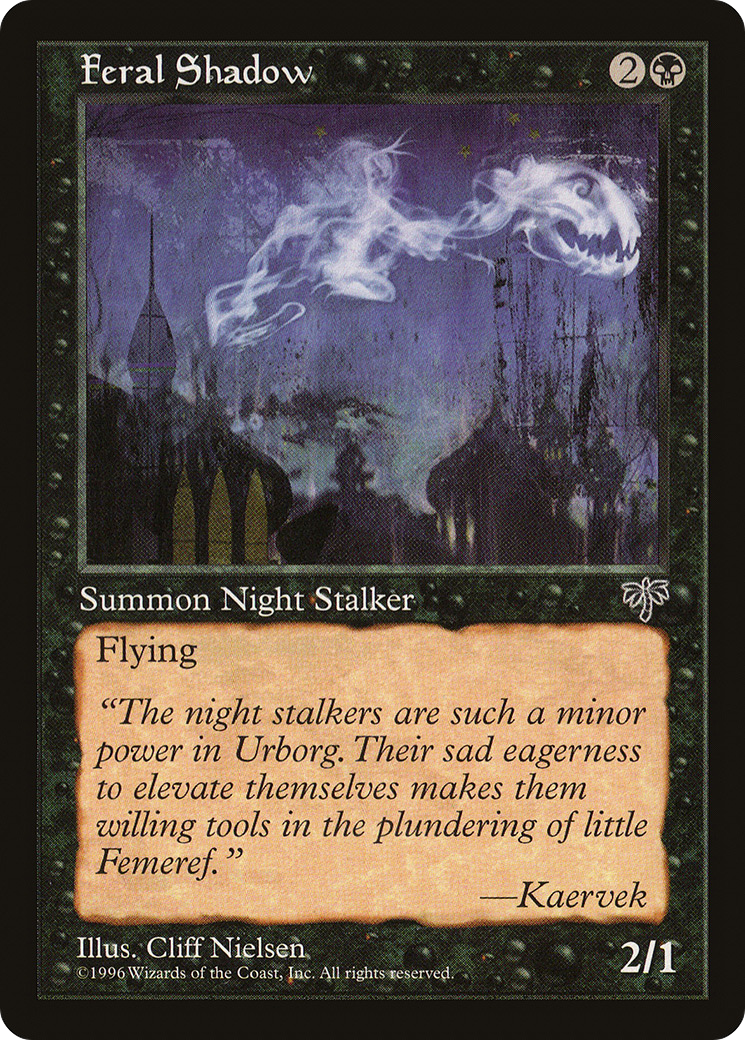 Feral Shadow
2
Summon Night Stalker
Flying
“The night stalkers are such a minor
power in Urborg. Their sad eagerness
to elevate themselves makes them
willing tools in the plundering of little
Femeref.”
—Kaervek
Illus. Cliff Nielsen
2/1
©1996 Wizards of the Coast, Inc. All rights reserved.